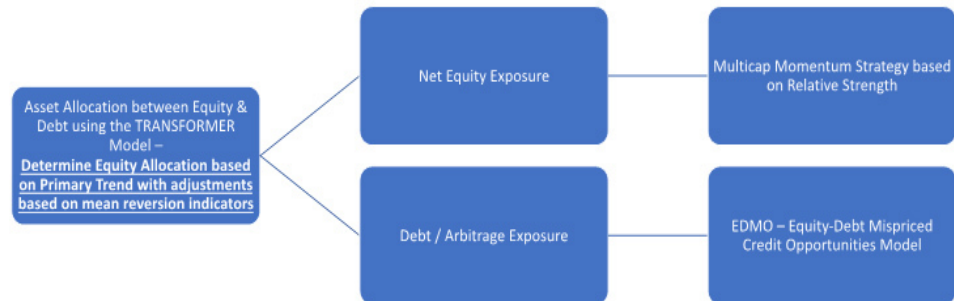 Asset Allocation between Equity &
Debt using the TRANSFORMER
Model –
Determine Equity Allocation based
on Primary Trend with adjustments
based on mean reversion indicators
Net Equity Exposure
Multicap Momentum Strategy based
on Relative Strength
Debt / Arbitrage Exposure
EDMO – Equity-Debt Mispriced
Credit Opportunities Model